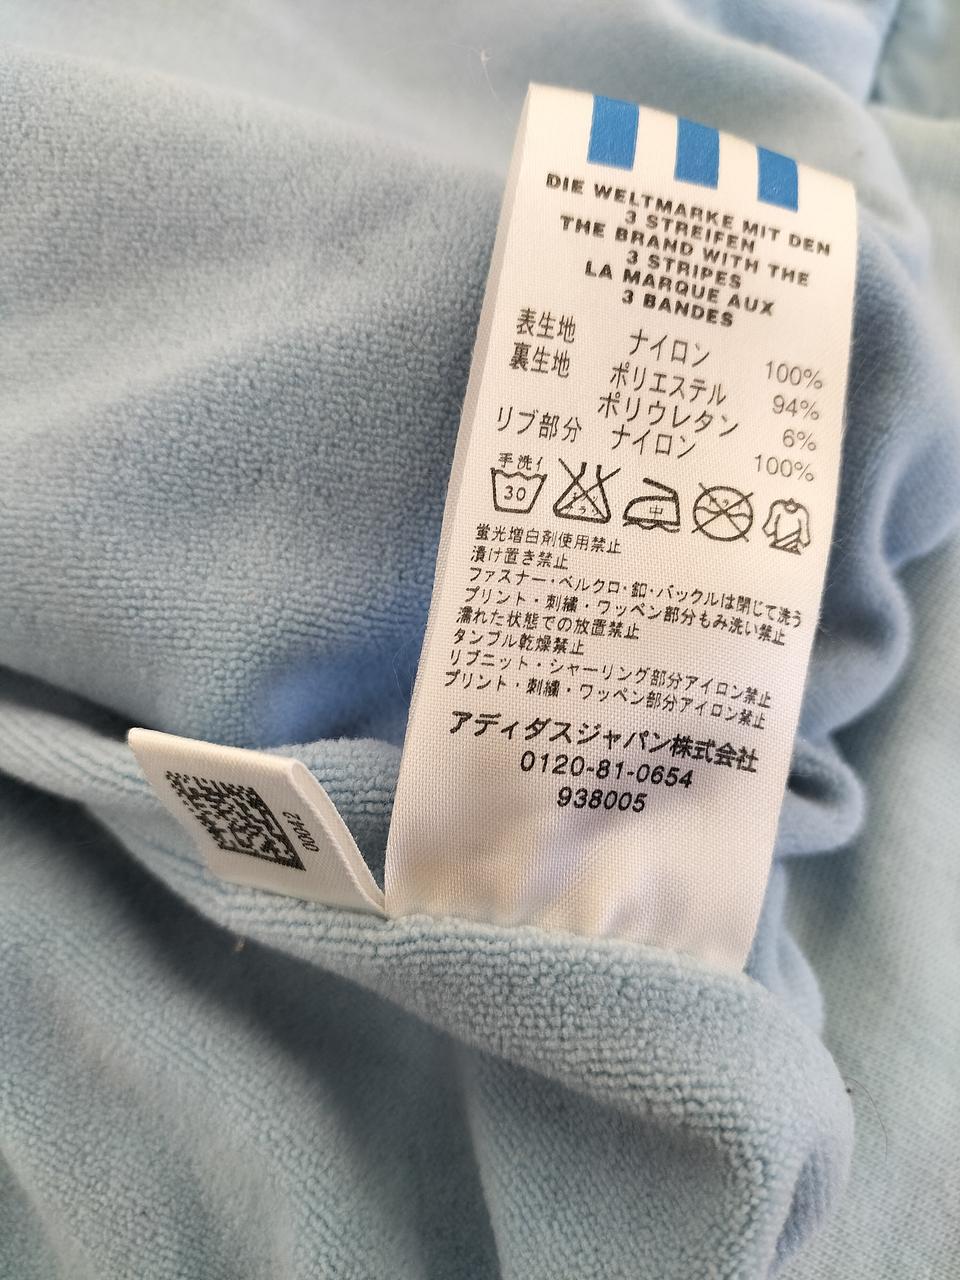 DIE WELTMARKE MIT DEN
3 STREIFEN
THE BRAND WITH THE
3 STRIPES
LA MARQUE AUX
3 BANDES
表生地 ナイロン 100%
裏生地 ポリエステル 94%
ポリウレタン 6%
リブ部分 ナイロン 100%
手洗イ
30
中
蛍光増白剤使用禁止
漬け置き禁止
ファスナー・ベルクロ・釦・バックルは閉じて洗う
プリント・刺繍・ワッペン部分もみ洗い禁止
濡れた状態での放置禁止
タンブル乾燥禁止
リブニット・シャーリング部分アイロン禁止
プリント・刺繍・ワッペン部分アイロン禁止
アディダスジャパン株式会社
0120-81-0654
938005